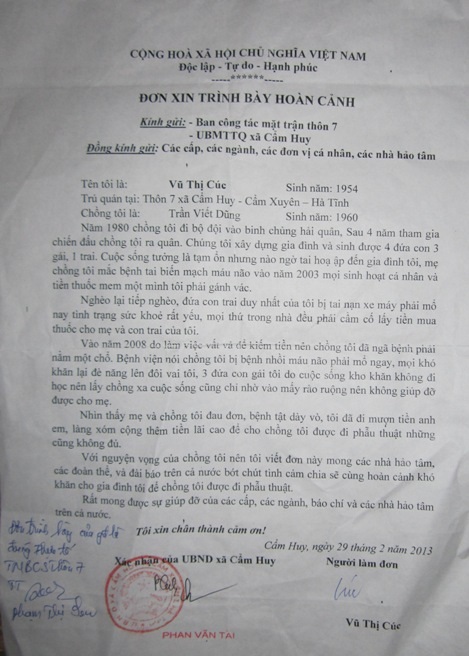 CỘNG HOÀ XÃ HỘI CHỦ NGHĨA VIỆT NAM
Độc lập - Tự do - Hạnh phúc
-----******-----
ĐƠN XIN TRÌNH BÀY HOÀN CẢNH
Kính gửi: - Ban công tác mặt trận thôn 7
- UBMTTQ xã Cẩm Huy
Đồng kính gửi: Các cấp, các ngành, các đơn vị cá nhân, các nhà hảo tâm
Tên tôi là: Vũ Thị Cúc Sinh năm: 1954
Trú quán tại: Thôn 7 xã Cẩm Huy - Cẩm Xuyên – Hà Tĩnh
Chồng tôi là: Trần Viết Dũng Sinh năm: 1960
Năm 1980 chồng tôi đi bộ đội vào binh chủng hải quân, Sau 4 năm tham gia
chiến đấu chồng tôi ra quân. Chúng tôi xây dựng gia đình và sinh được 4 đứa con 3
gái, 1 trai. Cuộc sống tưởng là tạm ổn nhưng nào ngờ tai hoạ ập đến gia đình tôi, mẹ
chồng tôi mắc bệnh tai biến mạch máu não vào năm 2003 mọi sinh hoạt cá nhân và
tiền thuốc mem một mình tôi phải gánh vác.
Nghèo lại tiếp nghèo, đứa con trai duy nhất của tôi bị tai nạn xe máy phải mổ
nay tình trạng sức khoẻ rất yếu, mọi thứ trong nhà đều phải cầm cố lấy tiền mua
thuốc cho mẹ và con trai của tôi.
Vào năm 2008 do làm việc vất vả để kiếm tiền nên chồng tôi đã ngã bệnh phải
nằm một chổ. Bệnh viện nói chồng tôi bị bệnh nhồi máu não phải mổ ngay, mọi khó
khăn lại đè nặng lên đôi vai tôi, 3 đứa con gái tôi do cuộc sống kho khăn không đi
học nên lấy chồng xa cuộc sống cũng chi nhờ vào mấy rào ruộng nên không giúp đỡ
được cho mẹ.
Nhìn thấy mẹ và chồng tôi đau đơn, bệnh tật dày vò, tôi đã đi mượn tiền anh
em, làng xóm cộng thêm tiền lãi cao để cho chồng tôi được đi phẫu thuật những
cũng không đủ.
Với nguyện vọng của chồng tôi nên tôi viết đơn này mong các nhà hảo tâm,
các đoàn thể, và đài báo trên cả nước bót chút tình cảm chia sẽ cùng hoàn cảnh khó
khăn cho gia đình tôi để chồng tôi được đi phẫu thuật.
Rất mong được sự giúp đỡ của các cấp, các ngành, báo chí và các nhà hảo tâm
trên cả nước.
Tôi xin chân thành cảm ơn!
Cẩm Huy, ngày 29 tháng 2 năm 2013
Xác nhận của UBND xã Cẩm Huy Người làm đơn
PHAN VĂN TÀI
Cúc
Vũ Thị Cúc